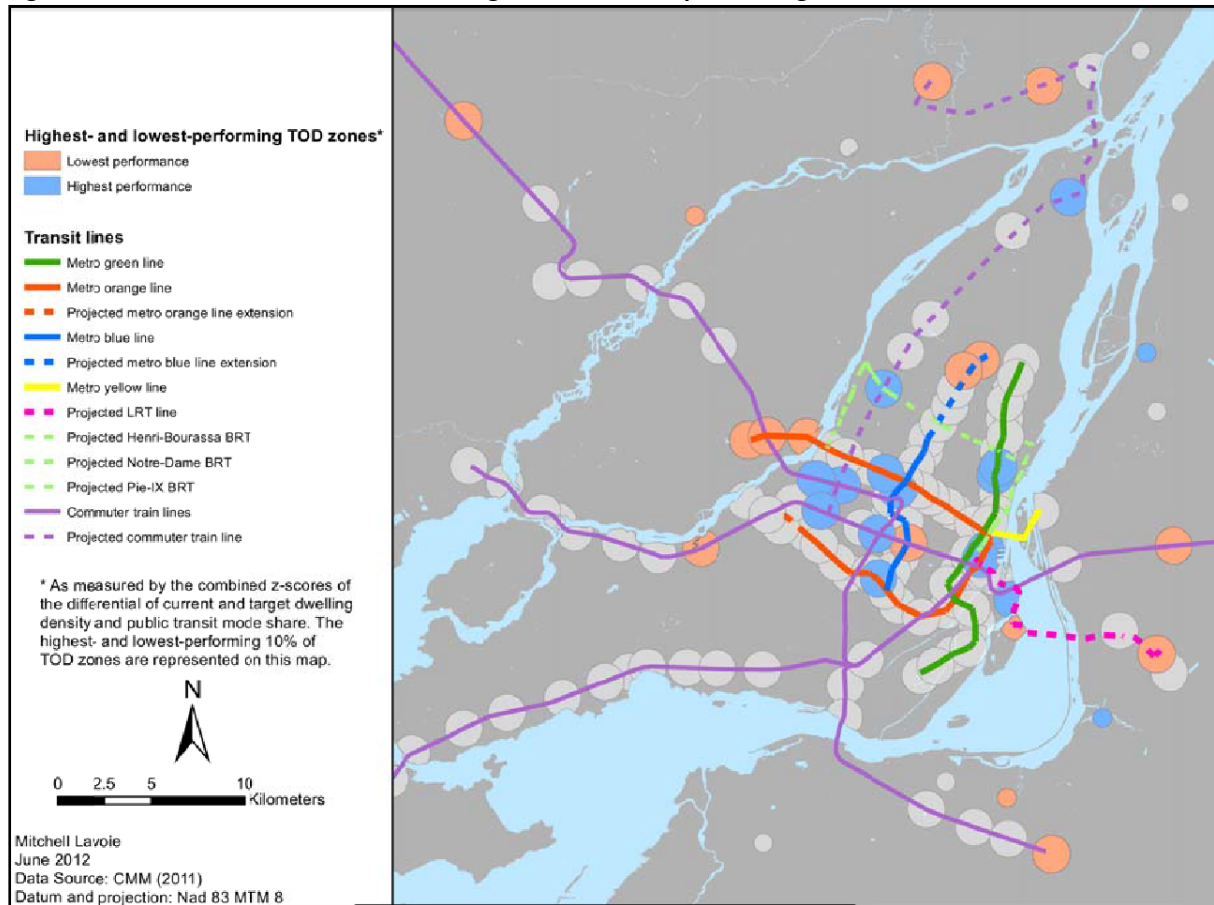 Highest- and lowest-performing TOD zones*
Lowest performance
Highest performance
Transit lines
Metro green line
Metro orange line
Projected metro orange line extension
Metro blue line
Projected metro blue line extension
Metro yellow line
Projected LRT line
Projected Henri-Bourassa BRT
Projected Notre-Dame BRT
Projected Pie-IX BRT
Commuter train lines
Projected commuter train line
* As measured by the combined z-scores of
the differential of current and target dwelling
density and public transit mode share. The
highest- and lowest-performing 10% of
TOD zones are represented on this map.
N
0 2.5 5 10
Kilometers
Mitchell Lavoie
June 2012
Data Source: CMM (2011)
Datum and projection: Nad 83 MTM 8